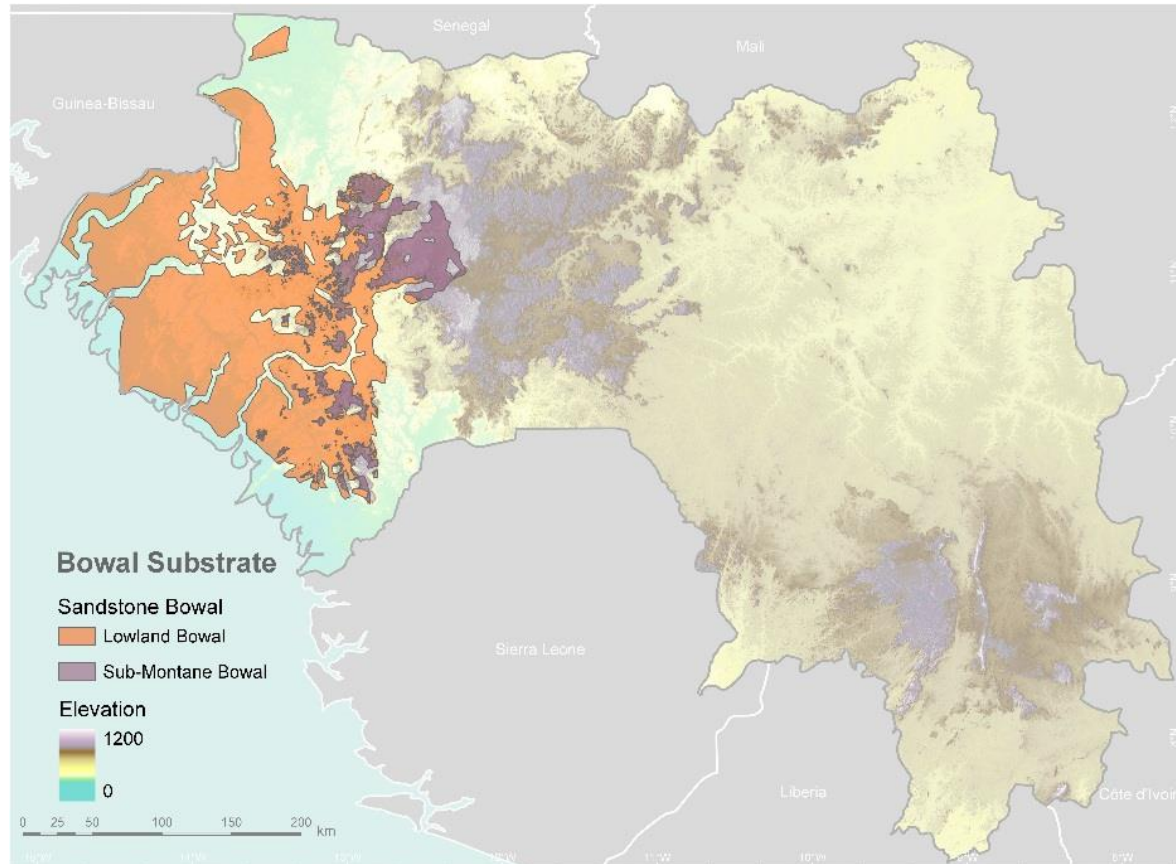 Senegal
Mali
Guinea-Bissau
Bowal Substrate
Sandstone Bowal
Lowland Bowal
Sub-Montane Bowal
Elevation
1200
0
Sierra Leone
Liberia
Côte d'Ivoir
0 25 50 100 150 200 km